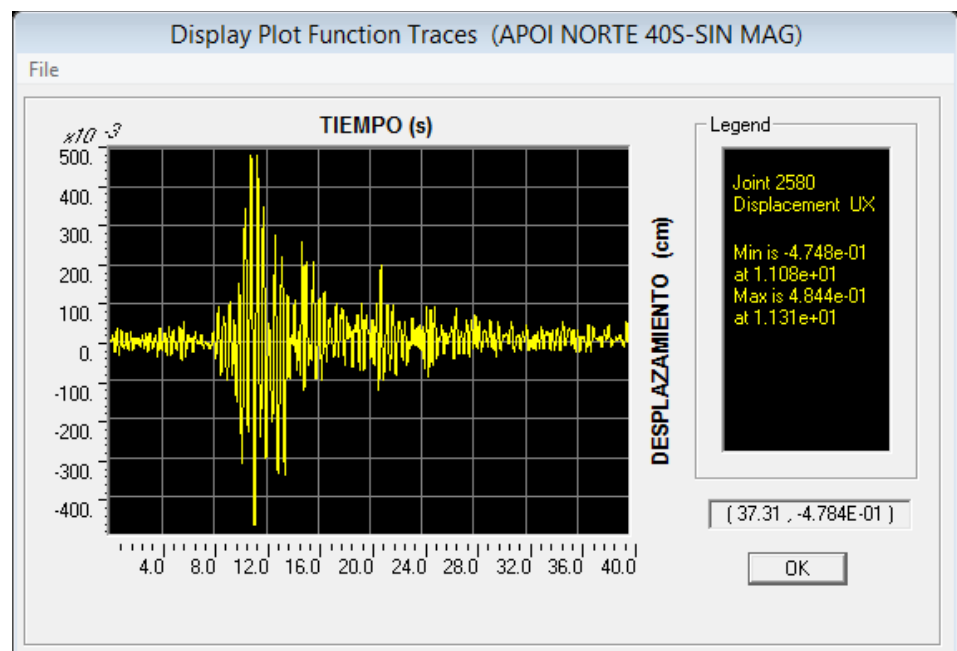 Display Plot Function Traces (APOI NORTE 40S-SIN MAG)
File
x10 -3
TIEMPO (s)
500.
400.
300.
200.
100.
0.
-100.
-200.
-300.
-400.
4.0 8.0 12.0 16.0 20.0 24.0 28.0 32.0 36.0 40.0
DESPLAZAMIENTO (cm)
Legend
Joint 2580
Displacement UX
Min is -4.748e-01
at 1.108e+01
Max is 4.844e-01
at 1.131e+01
( 37.31 , -4.784E-01 )
OK